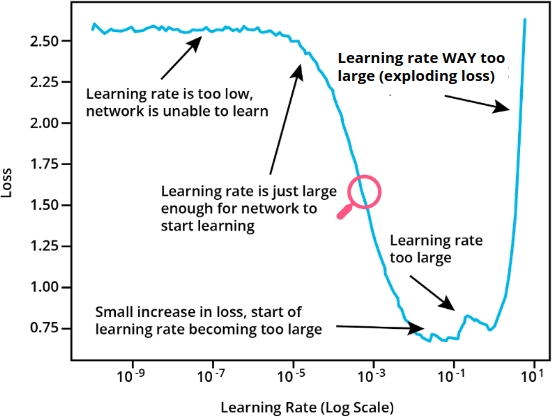 2.50
2.25
2.00
1.75
1.50
1.25
1.00
0.75
Loss
Learning rate is too low,
network is unable to learn
Learning rate WAY too
large (exploding loss)
Learning rate is just large
enough for network to
start learning
Learning rate
too large
Small increase in loss, start of
learning rate becoming too large
10⁻⁹ 10⁻⁷ 10⁻⁵ 10⁻³ 10⁻¹ 10¹
Learning Rate (Log Scale)